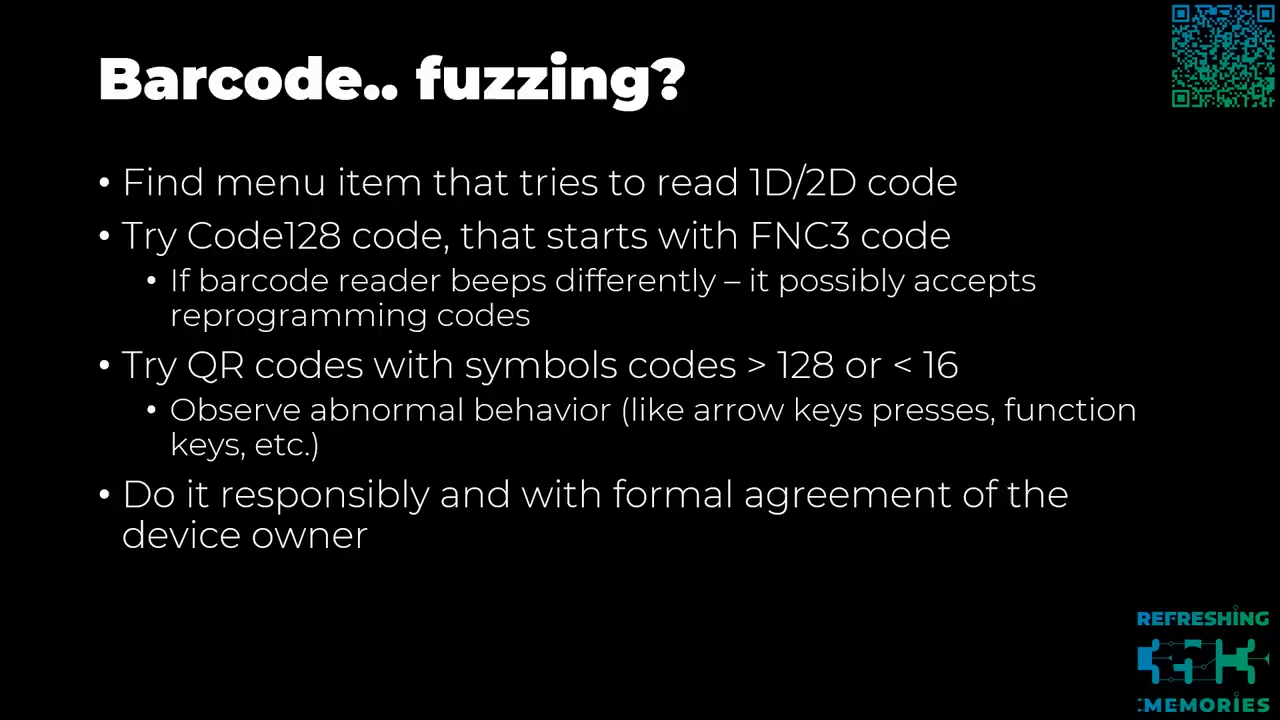 Barcode.. fuzzing?
• Find menu item that tries to read 1D/2D code
• Try Code128 code, that starts with FNC3 code
• If barcode reader beeps differently – it possibly accepts
reprogramming codes
• Try QR codes with symbols codes > 128 or < 16
• Observe abnormal behavior (like arrow keys presses, function
keys, etc.)
• Do it responsibly and with formal agreement of the
device owner
REFRESHING
:MEMORIES